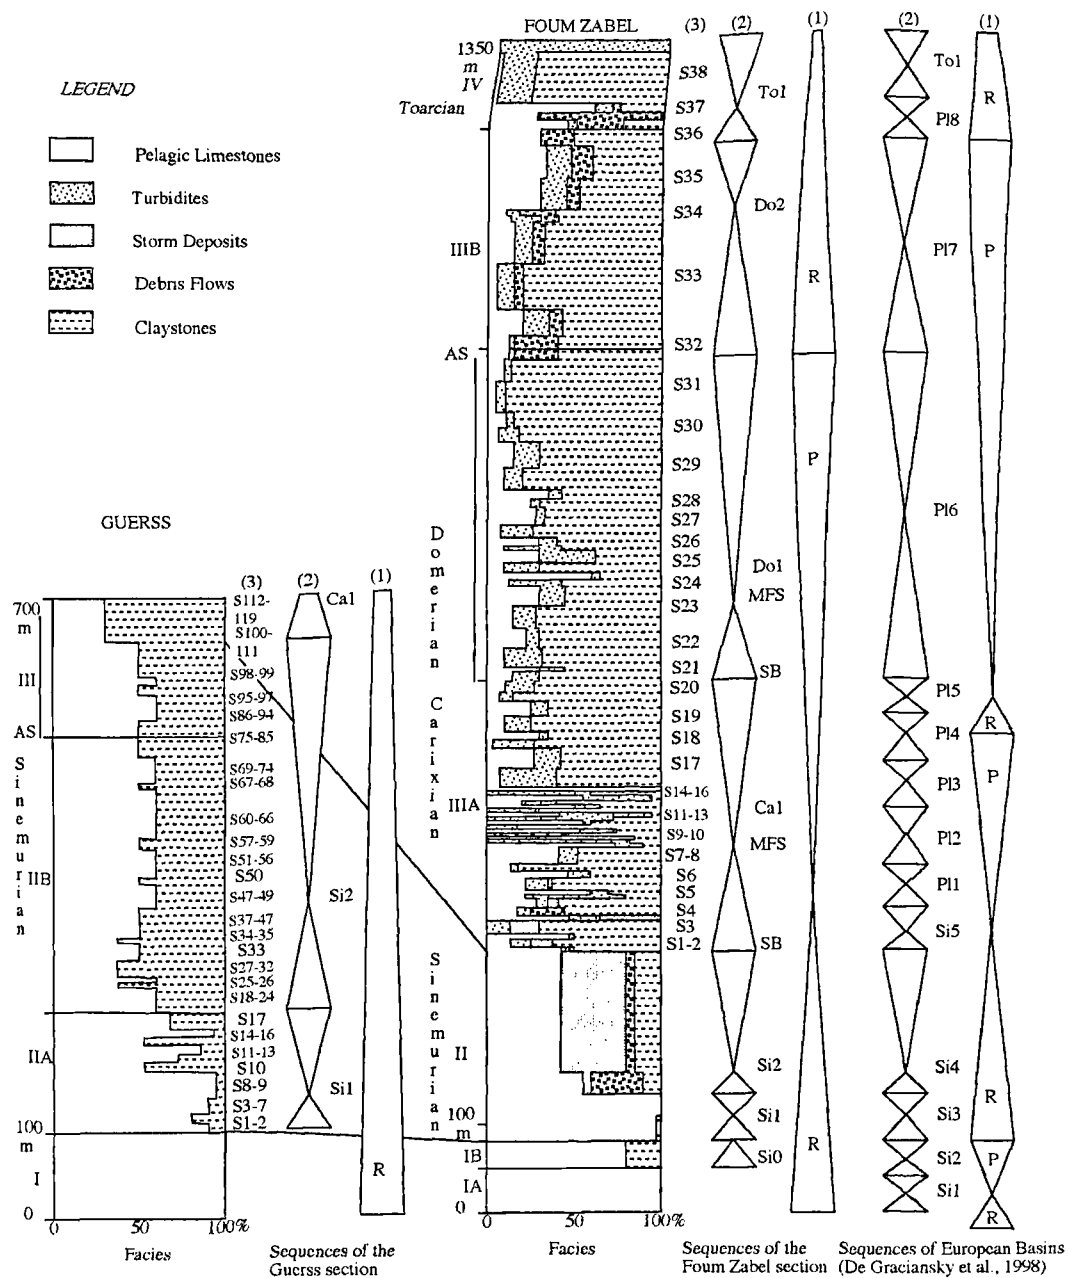 LEGEND
Pelagic Limestones
Turbidites
Storm Deposits
Debris Flows
Claystones
GUERSS
(3)
(2)
(1)
700
m
III
AS
Sinemurian
IIB
IIA
100
m
I
0
S112-
119
S100-
111
S98-99
S95-97
S86-94
S75-85
S69-74
S67-68
S60-66
S57-59
S51-56
S50
S47-49
S37-47
S34-35
S33
S27-32
S25-26
S18-24
S17
S14-16
S11-13
S10
S8-9
S3-7
S1-2
Ca1
Si2
Si1
R
0
50
100%
Facies
Sequences of the
Guerss section
FOUM ZABEL
(3)
(2)
(1)
1350
m
IV
Toarcian
IIIB
AS
Domerian
Carixian
IIIA
Sinemurian
II
100
m
IB
IA
0
S38
S37
S36
S35
S34
S33
S32
S31
S30
S29
S28
S27
S26
S25
S24
S23
S22
S21
S20
S19
S18
S17
S14-16
S11-13
S9-10
S7-8
S6
S5
S4
S3
S1-2
To1
Do2
Do1
MFS
SB
Ca1
MFS
SB
Si2
Si1
Si0
R
P
R
0
50
100%
Facies
Sequences of the
Foum Zabel section
(2)
(1)
To1
Pl8
Pl7
Pl6
Pl5
Pl4
Pl3
Pl2
Pl1
Si5
Si4
Si3
Si2
Si1
R
P
R
P
R
P
R
Sequences of European Basins
(De Graciansky et al., 1998)